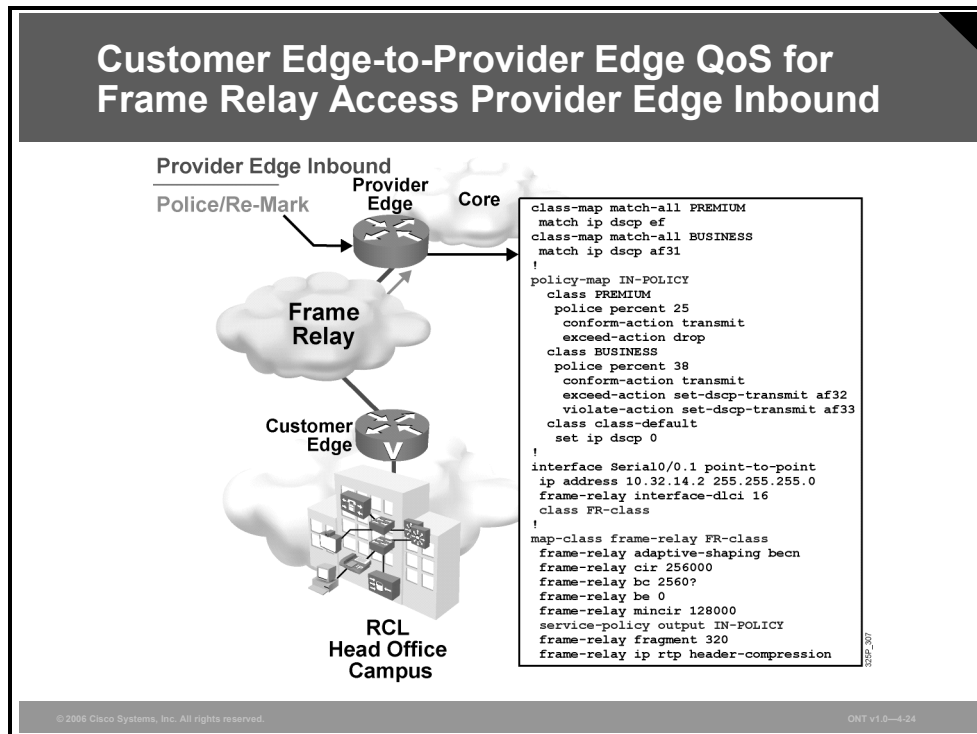 Customer Edge-to-Provider Edge QoS for
Frame Relay Access Provider Edge Inbound
Provider Edge Inbound
Police/Re-Mark
Provider
Edge
Core
Frame
Relay
Customer
Edge
V
RCL
Head Office
Campus
class-map match-all PREMIUM
match ip dscp ef
class-map match-all BUSINESS
match ip dscp af31
!
policy-map IN-POLICY
class PREMIUM
police percent 25
conform-action transmit
exceed-action drop
class BUSINESS
police percent 38
conform-action transmit
exceed-action set-dscp-transmit af32
violate-action set-dscp-transmit af33
class class-default
set ip dscp 0
!
interface Serial0/0.1 point-to-point
ip address 10.32.14.2 255.255.255.0
frame-relay interface-dlci 16
class FR-class
!
map-class frame-relay FR-class
frame-relay adaptive-shaping becn
frame-relay cir 256000
frame-relay bc 2560?
frame-relay be 0
frame-relay mincir 128000
service-policy output IN-POLICY
frame-relay fragment 320
frame-relay ip rtp header-compression
325P_307
© 2006 Cisco Systems, Inc. All rights reserved.
ONT v1.0—4-24